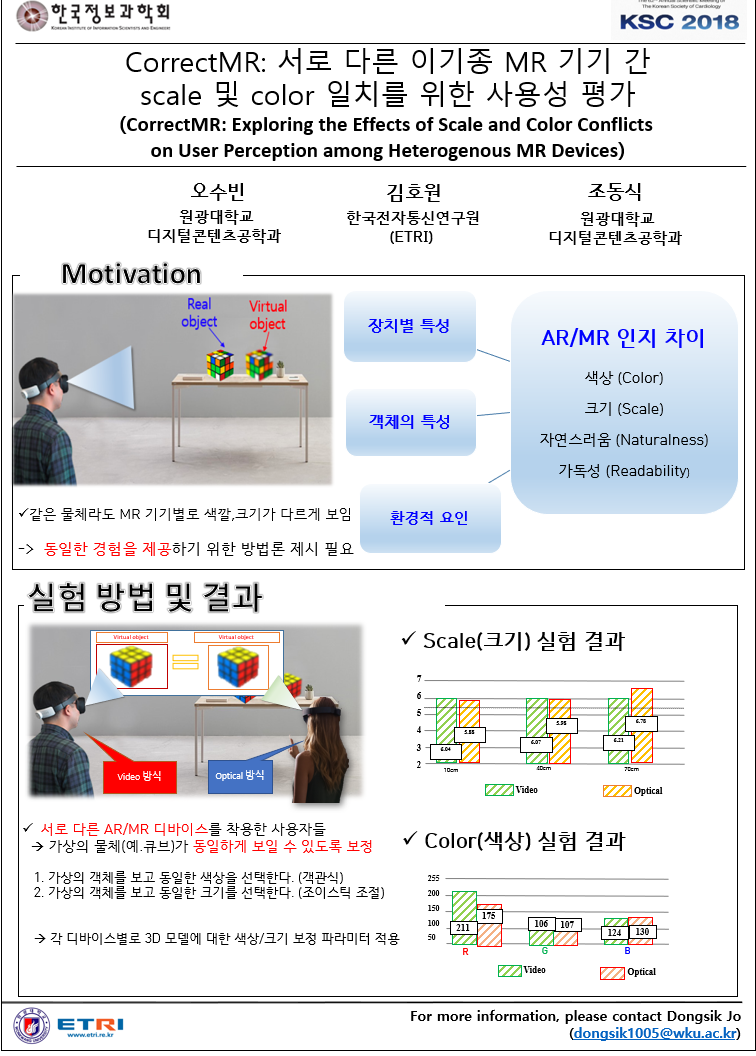 한국정보과학회
KOREAN INSTITUTE OF INFORMATION SCIENTISTS AND ENGINEERS
The 62nd Annual Scientific Meeting of
The Korean Society of Cardiology
KSC 2018
CorrectMR: 서로 다른 이기종 MR 기기 간
scale 및 color 일치를 위한 사용성 평가
(CorrectMR: Exploring the Effects of Scale and Color Conflicts
on User Perception among Heterogenous MR Devices)
오수빈
원광대학교
디지털콘텐츠공학과
김호원
한국전자통신연구원
(ETRI)
조동식
원광대학교
디지털콘텐츠공학과
Motivation
Real
object
Virtual
object
장치별 특성
객체의 특성
환경적 요인
AR/MR 인지 차이
색상 (Color)
크기 (Scale)
자연스러움 (Naturalness)
가독성 (Readability)
✓같은 물체라도 MR 기기별로 색깔,크기가 다르게 보임
-> 동일한 경험을 제공하기 위한 방법론 제시 필요
실험 방법 및 결과
Virtual object
Virtual object
Video 방식
Optical 방식
✓ 서로 다른 AR/MR 디바이스를 착용한 사용자들
→ 가상의 물체(예.큐브)가 동일하게 보일 수 있도록 보정
1. 가상의 객체를 보고 동일한 색상을 선택한다. (객관식)
2. 가상의 객체를 보고 동일한 크기를 선택한다. (조이스틱 조절)
→ 각 디바이스별로 3D 모델에 대한 색상/크기 보정 파라미터 적용
✓ Scale(크기) 실험 결과
7
6
5
4
3
2
6.04
5.88
6.07
5.98
6.21
6.78
10cm
40cm
70cm
Video
Optical
✓ Color(색상) 실험 결과
255
200
150
100
50
211
175
106
107
124
130
R
G
B
Video
Optical
ETRI
www.etri.re.kr
For more information, please contact Dongsik Jo
(dongsik1005@wku.ac.kr)